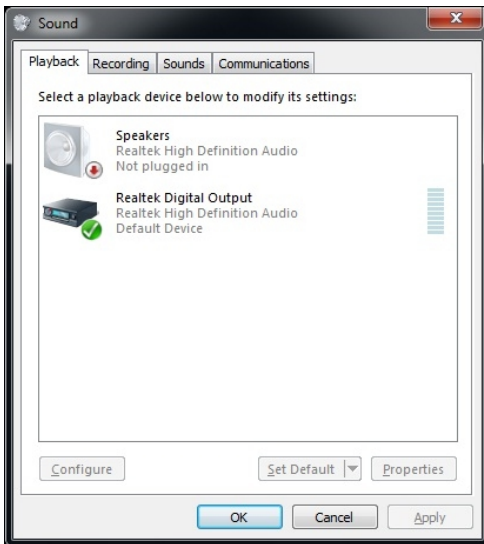 Sound
Playback Recording Sounds Communications
Select a playback device below to modify its settings:
Speakers
Realtek High Definition Audio
Not plugged in
Realtek Digital Output
Realtek High Definition Audio
Default Device
Configure Set Default Properties
OK Cancel Apply